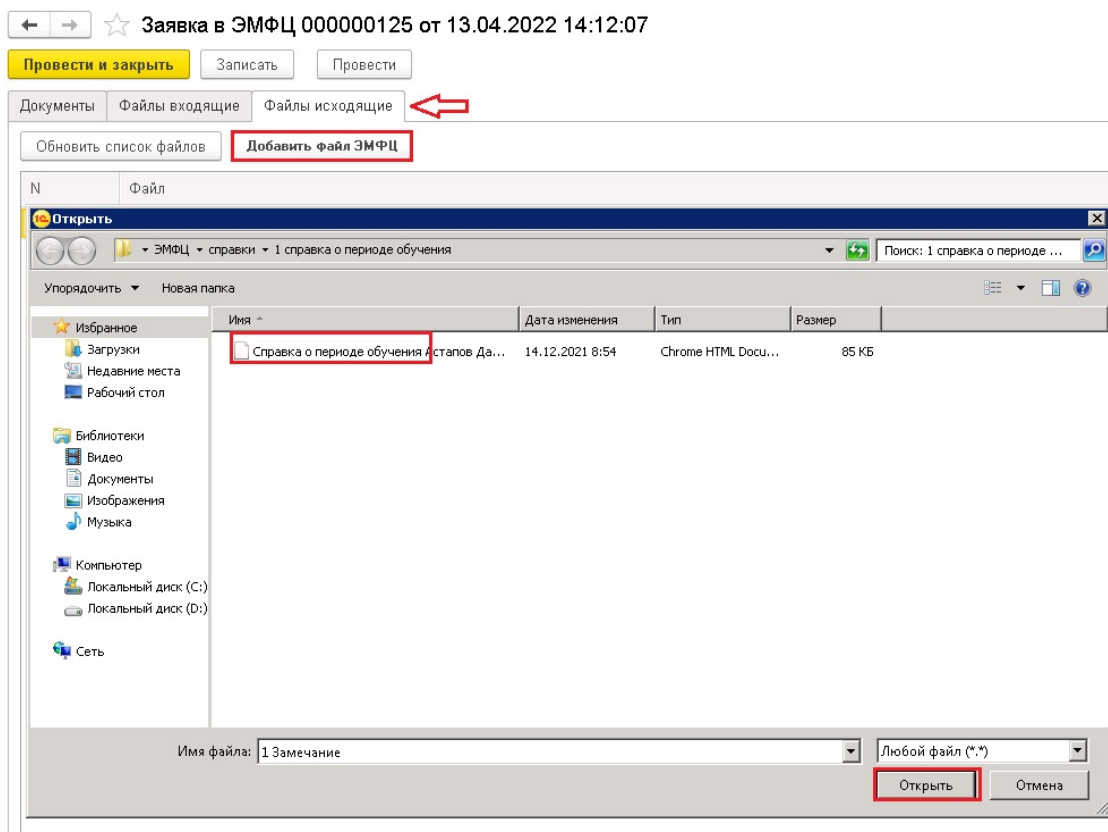 Заявка в ЭМФЦ 000000125 от 13.04.2022 14:12:07
Провести и закрыть Записать Провести
Документы Файлы входящие Файлы исходящие
Обновить список файлов Добавить файл ЭМФЦ
N Файл
Открыть
ЭМФЦ справки 1 справка о периоде обучения Поиск: 1 справка о периоде ...
Упорядочить Новая папка
Избранное Имя Дата изменения Тип Размер
Загрузки Справка о периоде обучения Астапов Да... 14.12.2021 8:54 Chrome HTML Docu... 85 КБ
Недавние места
Рабочий стол
Библиотеки
Видео
Документы
Изображения
Музыка
Компьютер
Локальный диск (C:)
Локальный диск (D:)
Сеть
Имя файла: 1 Замечание Любой файл (*.*)
Открыть Отмена